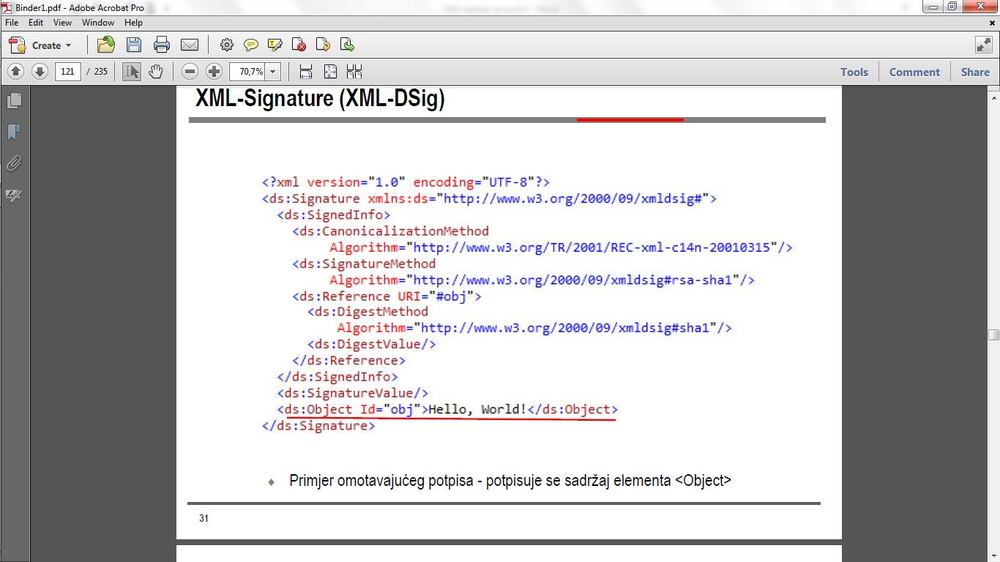 Binder1.pdf - Adobe Acrobat Pro
File Edit View Window Help
Create
121 / 235 70,7% Tools Comment Share
XML-Signature (XML-DSig)
<?xml version="1.0" encoding="UTF-8"?>
<ds:Signature xmlns:ds="http://www.w3.org/2000/09/xmldsig#">
<ds:SignedInfo>
<ds:CanonicalizationMethod
Algorithm="http://www.w3.org/TR/2001/REC-xml-c14n-20010315"/>
<ds:SignatureMethod
Algorithm="http://www.w3.org/2000/09/xmldsig#rsa-sha1"/>
<ds:Reference URI="#obj">
<ds:DigestMethod
Algorithm="http://www.w3.org/2000/09/xmldsig#sha1"/>
<ds:DigestValue/>
</ds:Reference>
</ds:SignedInfo>
<ds:SignatureValue/>
<ds:Object Id="obj">Hello, World!</ds:Object>
</ds:Signature>
♦ Primjer omotavajućeg potpisa - potpisuje se sadržaj elementa <Object>
31